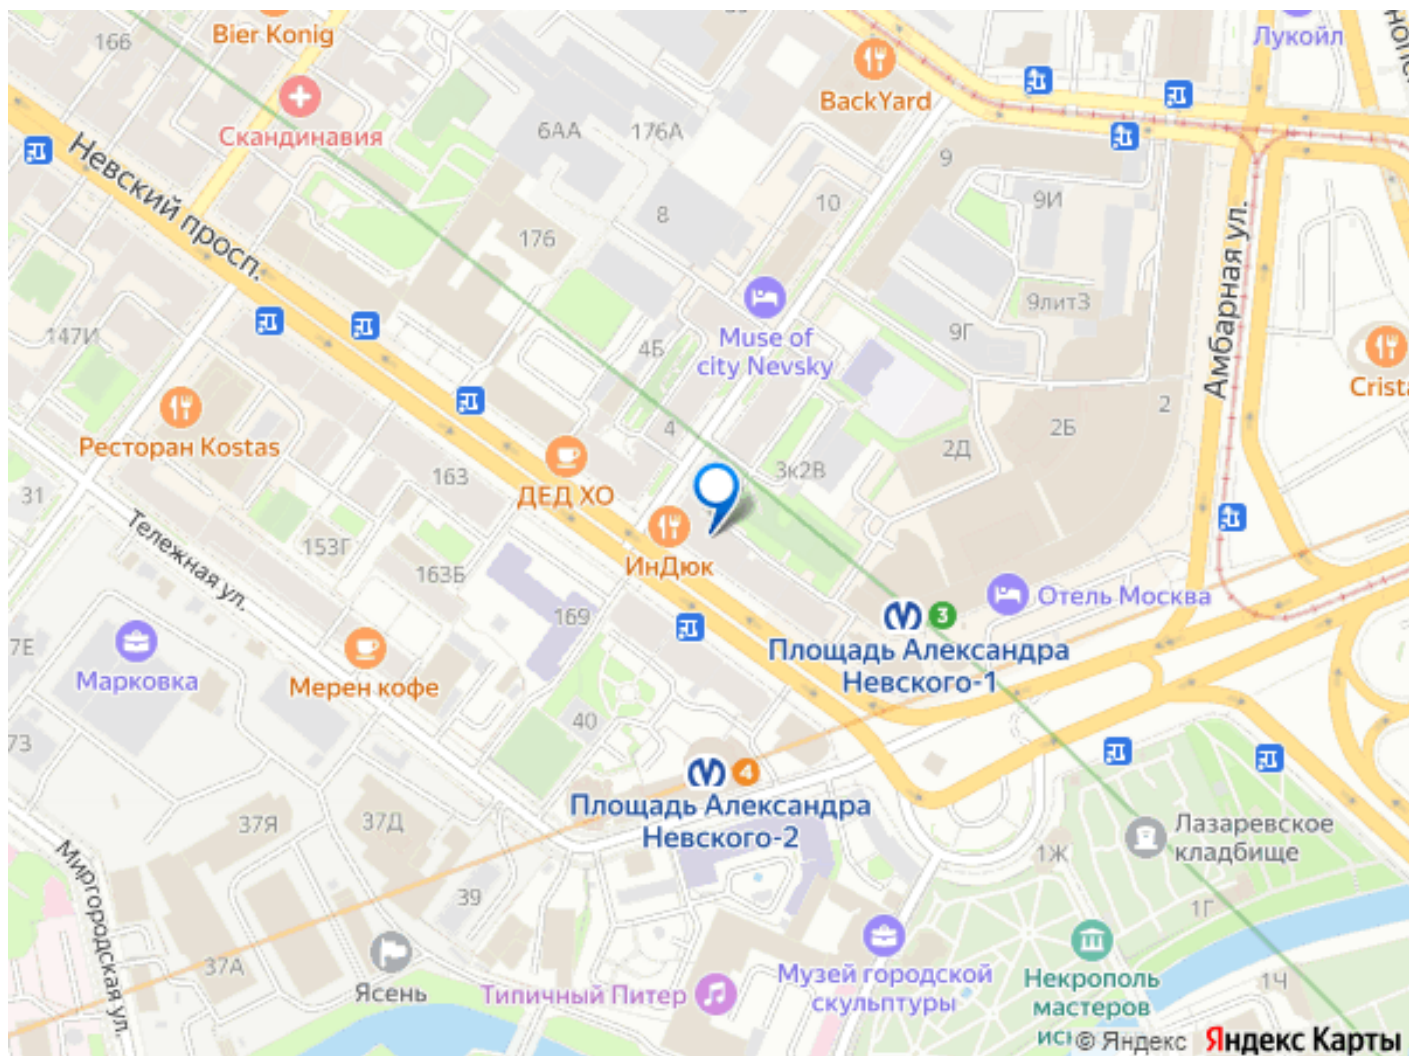 Bier Konig
166
Лукойл
Скандинавия
BackYard
6АА
176А
9
Невский просп.
9И
10
8
176
Амбарная ул.
9лит3
147И
Muse of
city Nevsky
9Г
4Б
Ресторан Kostas
Crista
2
4
2Б
2Д
163
3к2В
31
ДЕД ХО
Тележная ул.
153Г
163Б
ИнДюк
Отель Москва
3
169
7Е
Площадь Александра
Невского-1
Марковка
Мерен кофе
40
73
4
Площадь Александра
Невского-2
37Я
37Д
Лазаревское
кладбище
1Ж
Миргородская ул.
39
1Г
37А
Ясень
Типичный Питер
Музей городской
скульптуры
Некрополь
мастеров
1Ч
© Яндекс
Яндекс Карты